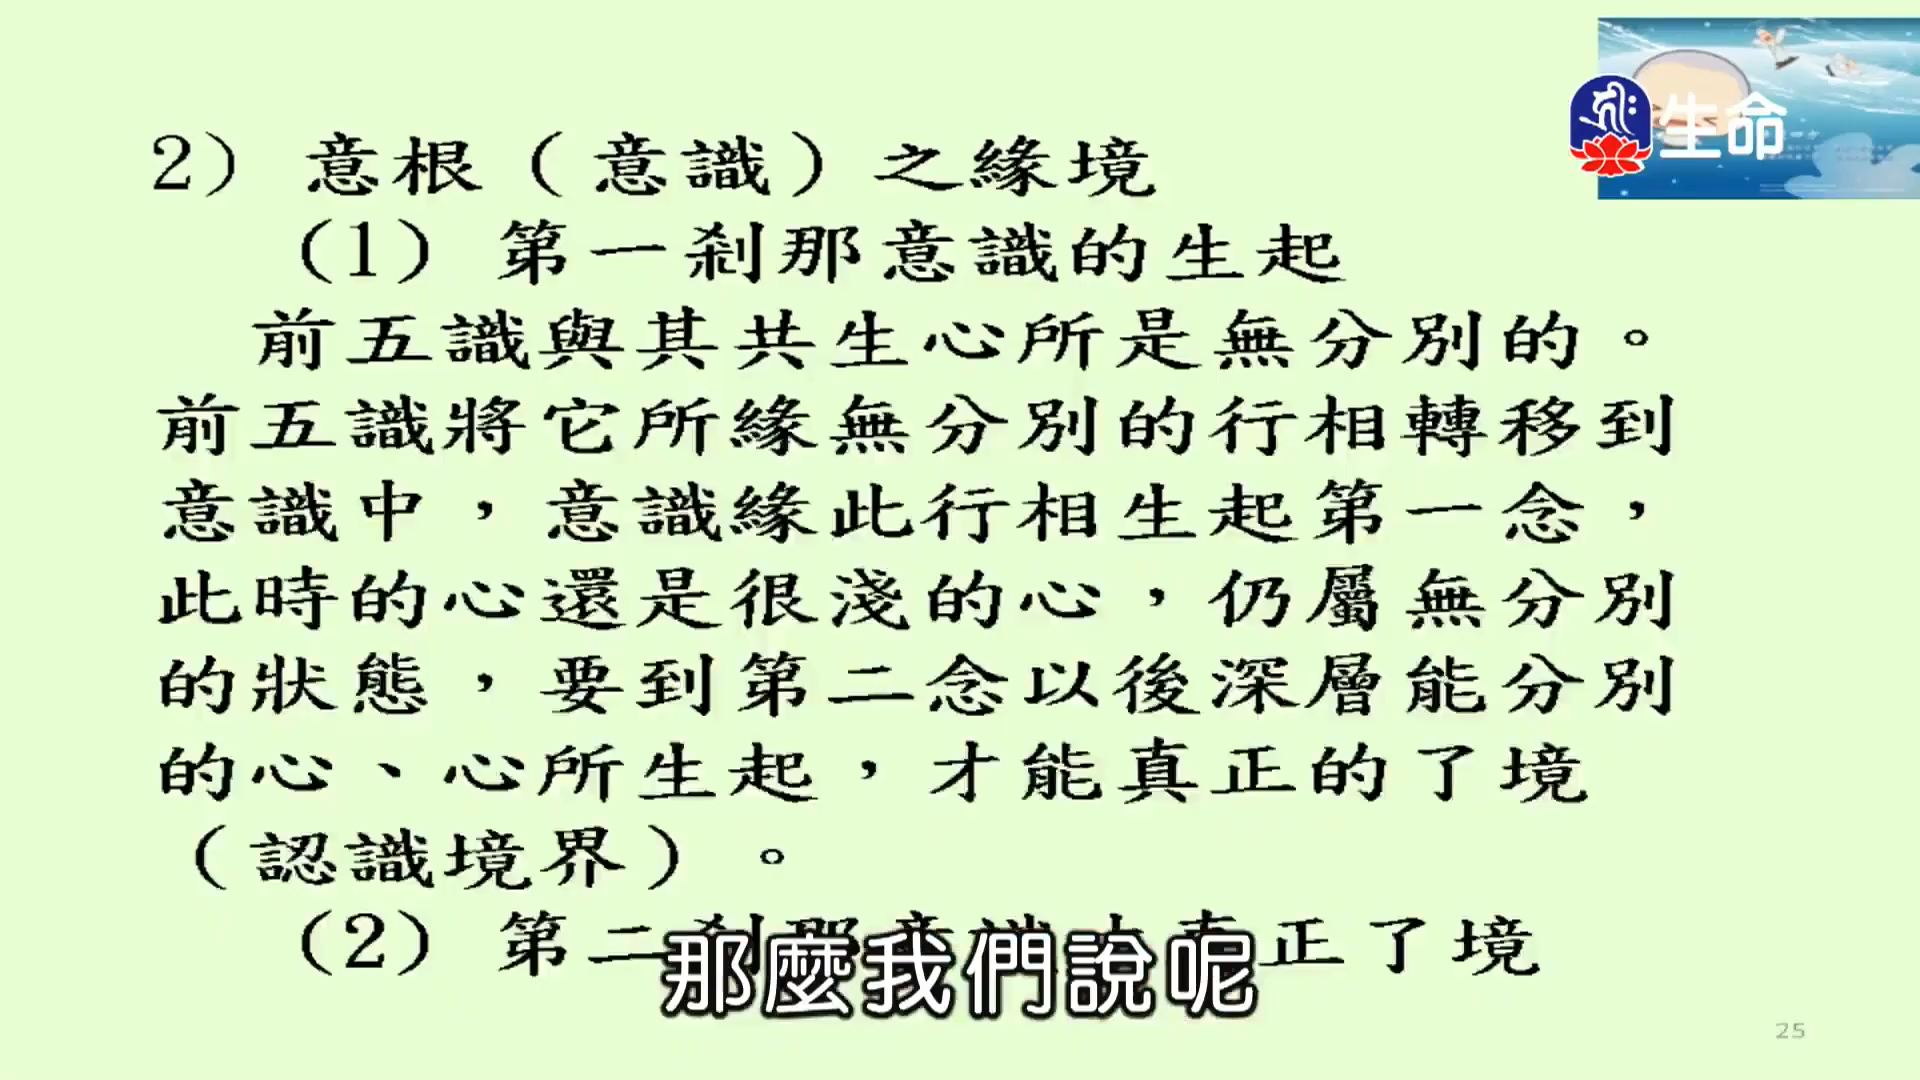 生命
2) 意根（意識）之緣境
(1) 第一剎那意識的生起
前五識與其共生心所是無分別的。
前五識將它所緣無分別的行相轉移到
意識中，意識緣此行相生起第一念，
此時的心還是很淺的心，仍屬無分別
的狀態，要到第二念以後深層能分別
的心、心所生起，才能真正的了境
（認識境界）。
(2) 第二剎那意識才真正了境
那麼我們說呢
25